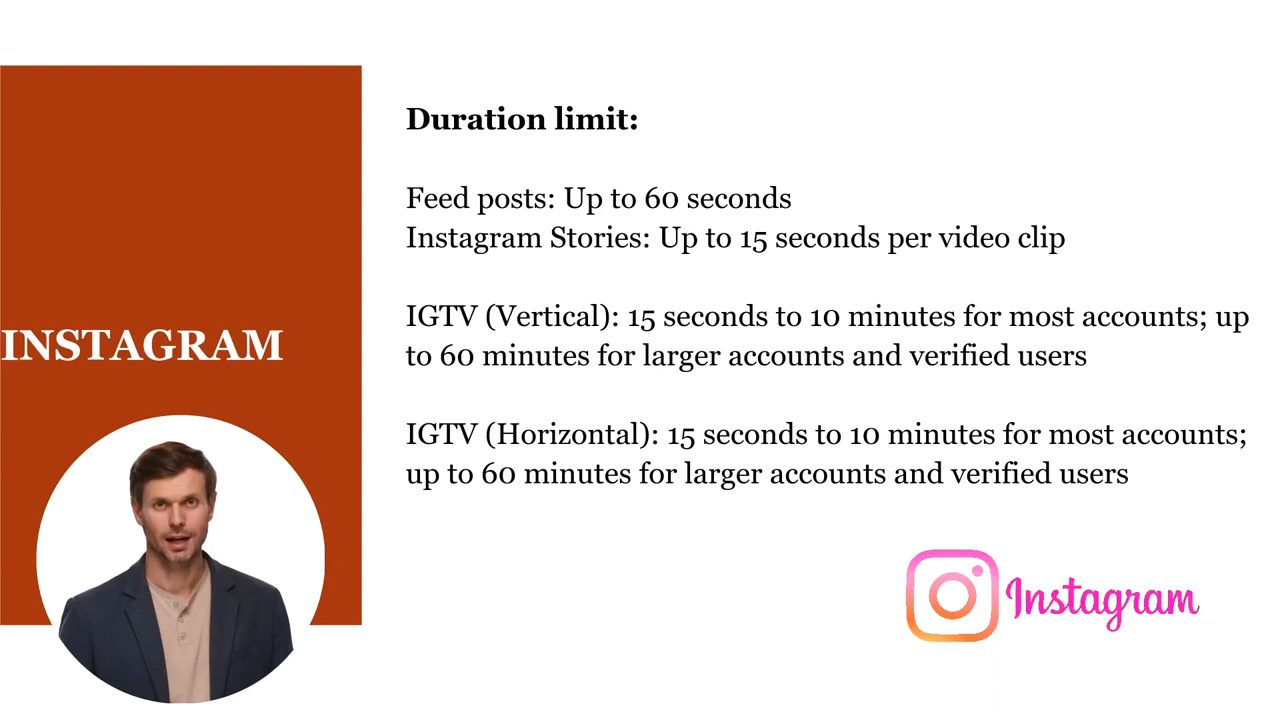 INSTAGRAM
Duration limit:
Feed posts: Up to 60 seconds
Instagram Stories: Up to 15 seconds per video clip
IGTV (Vertical): 15 seconds to 10 minutes for most accounts; up
to 60 minutes for larger accounts and verified users
IGTV (Horizontal): 15 seconds to 10 minutes for most accounts;
up to 60 minutes for larger accounts and verified users
Instagram